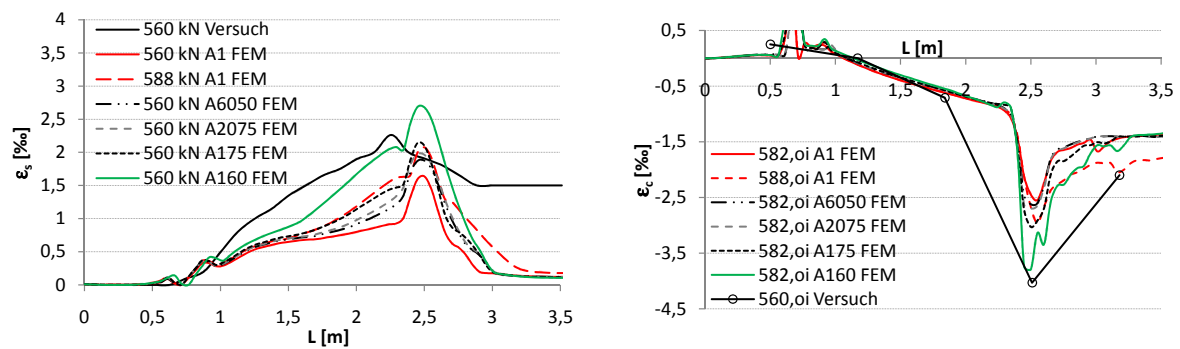 4
3,5
3
2,5
2
1,5
1
0,5
0
εs [‰]
560 kN Versuch
560 kN A1 FEM
588 kN A1 FEM
560 kN A6050 FEM
560 kN A2075 FEM
560 kN A175 FEM
560 kN A160 FEM
0 0,5 1 1,5 2 2,5 3 3,5
L [m]
0,5
-0,5
-1,5
-2,5
-3,5
-4,5
εc [‰]
L [m]
0 0,5 1 1,5 2 2,5 3 3,5
582,oi A1 FEM
588,oi A1 FEM
582,oi A6050 FEM
582,oi A2075 FEM
582,oi A175 FEM
582,oi A160 FEM
560,oi Versuch